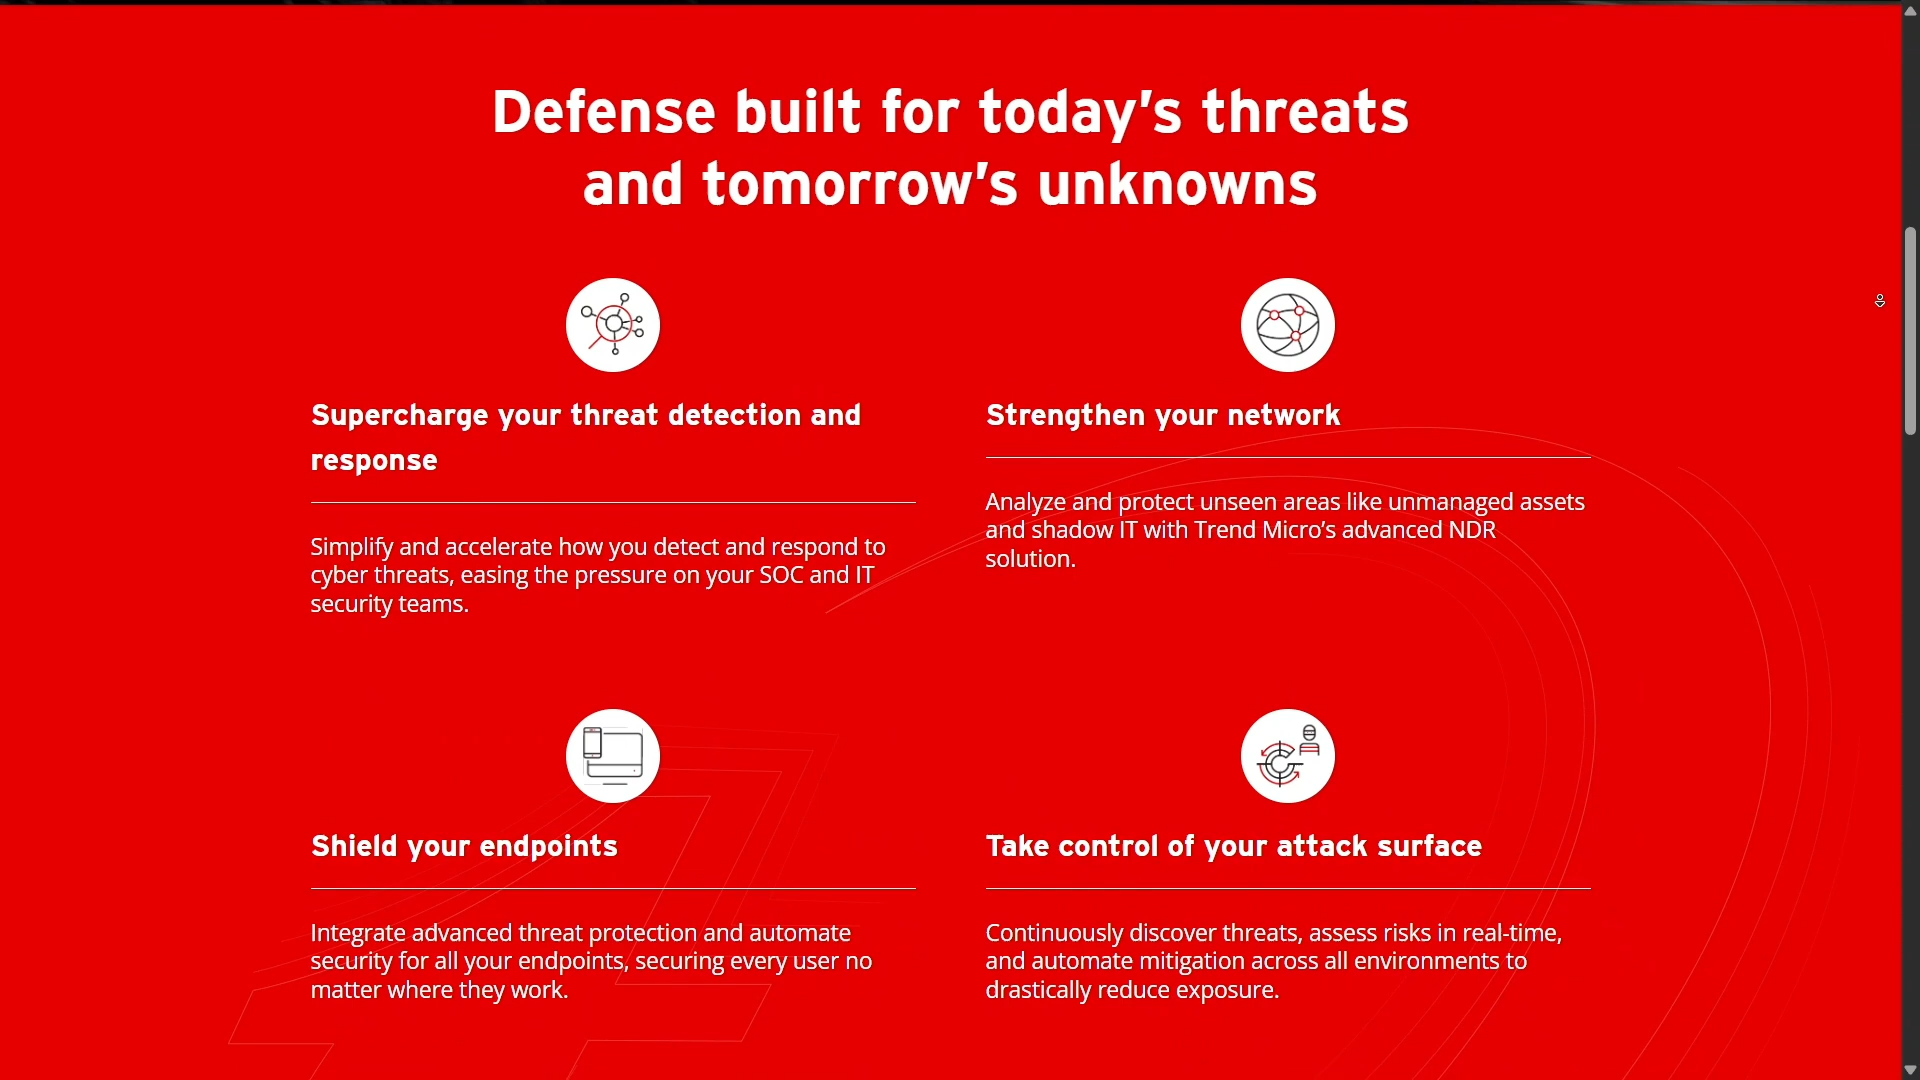 Defense built for today’s threats
and tomorrow’s unknowns
Supercharge your threat detection and
response
Simplify and accelerate how you detect and respond to
cyber threats, easing the pressure on your SOC and IT
security teams.
Strengthen your network
Analyze and protect unseen areas like unmanaged assets
and shadow IT with Trend Micro’s advanced NDR
solution.
Shield your endpoints
Integrate advanced threat protection and automate
security for all your endpoints, securing every user no
matter where they work.
Take control of your attack surface
Continuously discover threats, assess risks in real-time,
and automate mitigation across all environments to
drastically reduce exposure.